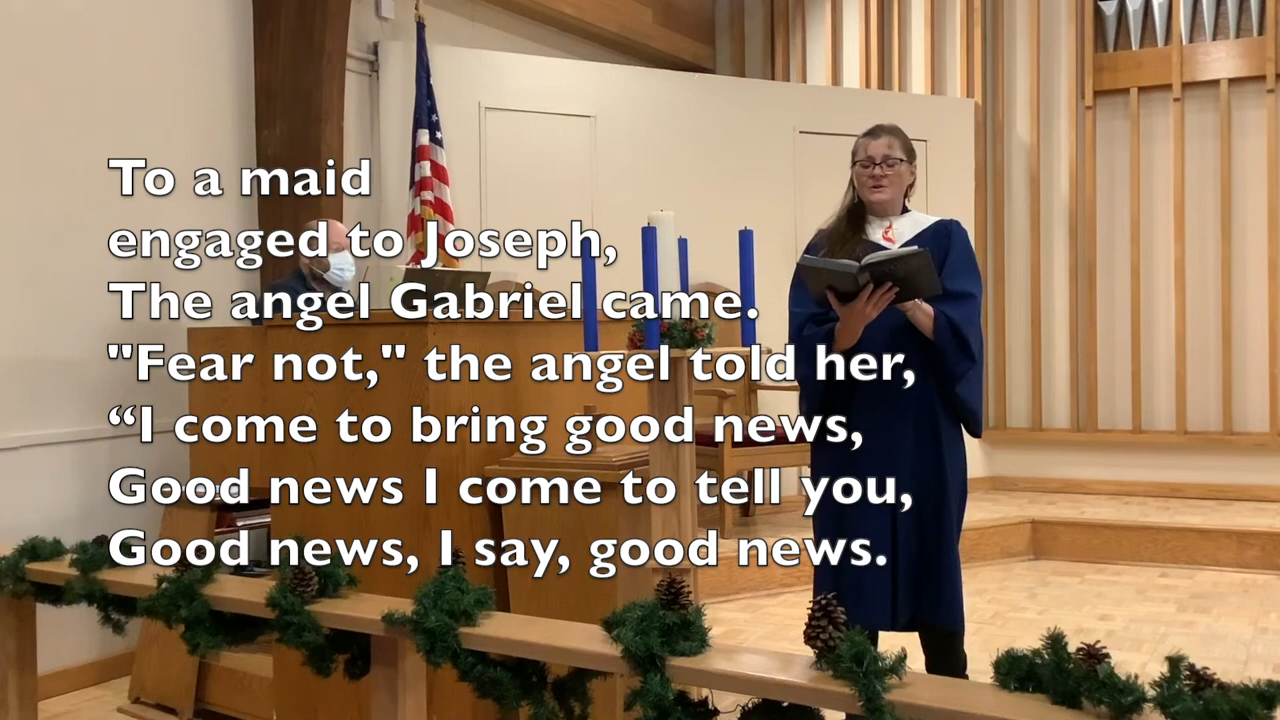 To a maid
engaged to Joseph,
The angel Gabriel came.
"Fear not," the angel told her,
“I come to bring good news,
Good news I come to tell you,
Good news, I say, good news.